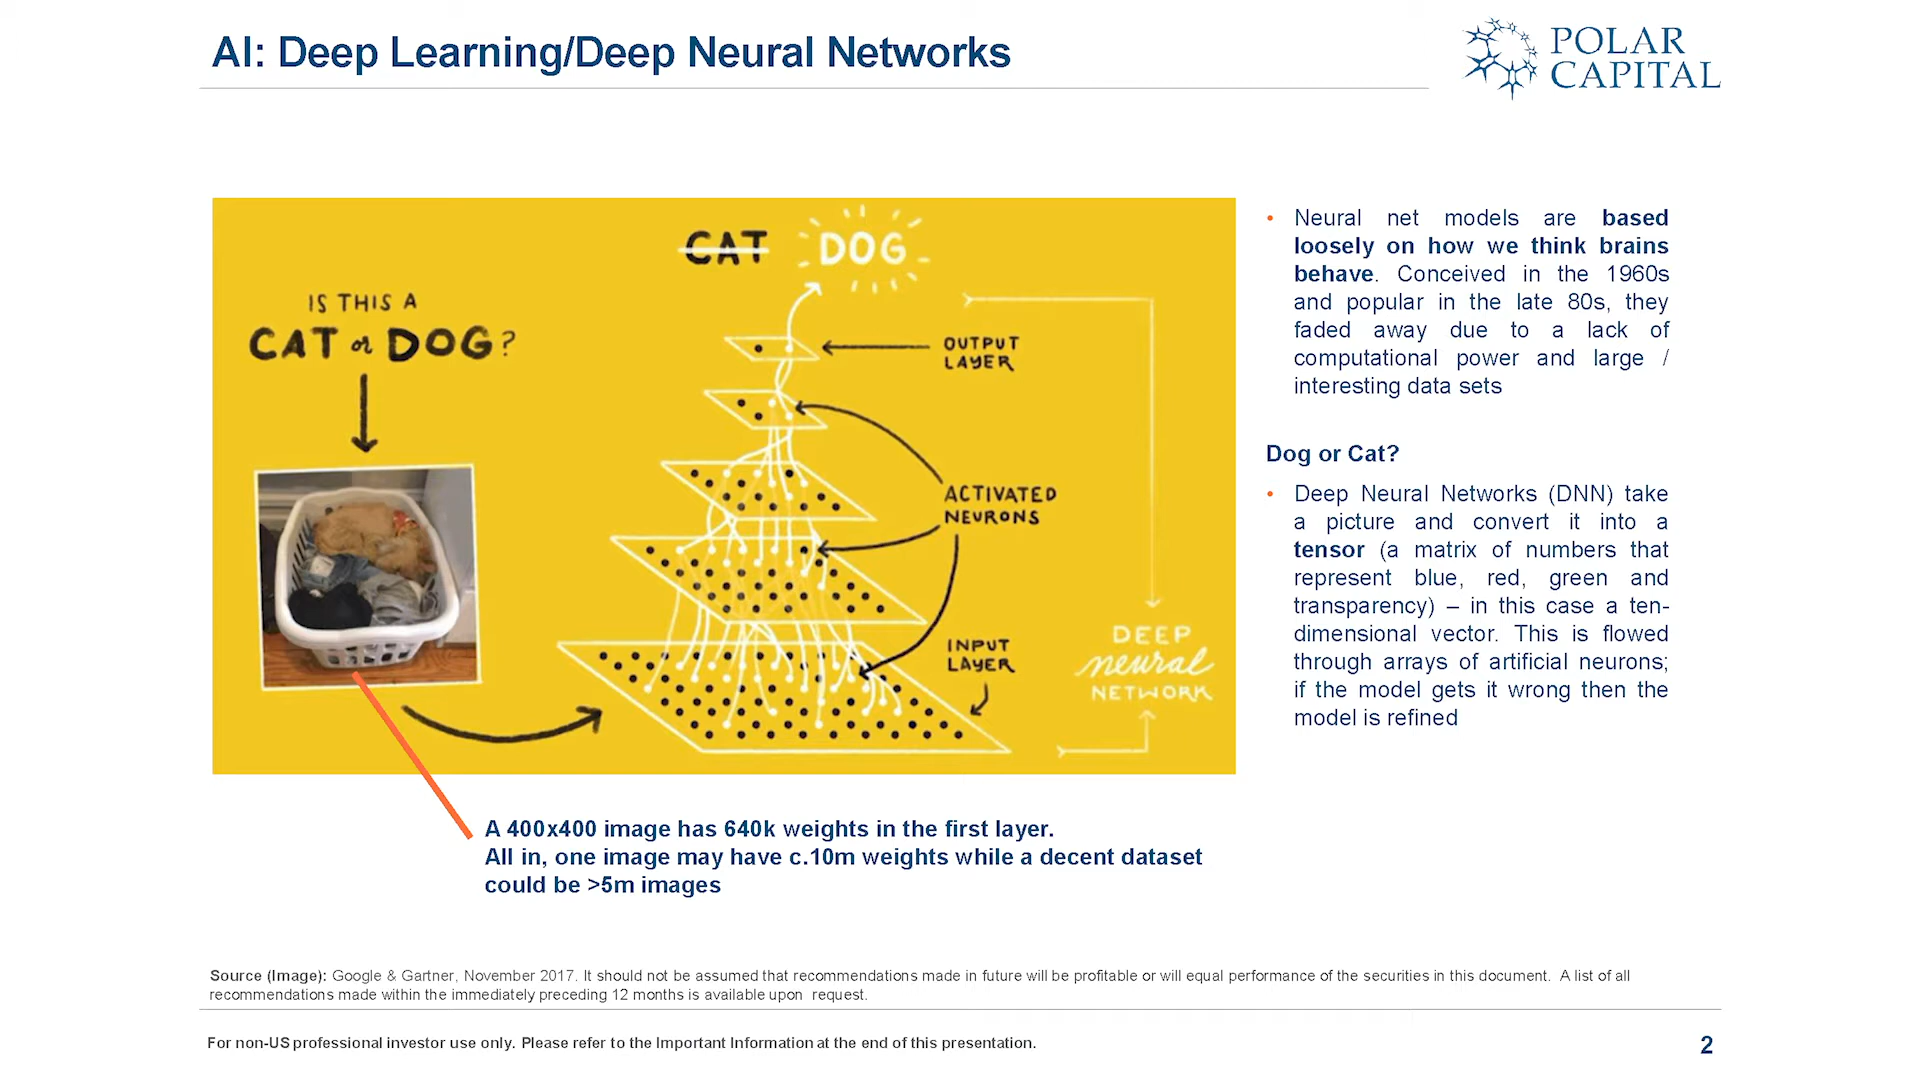 AI: Deep Learning/Deep Neural Networks
POLAR
CAPITAL
CAT DOG
IS THIS A
CAT or DOG?
OUTPUT
LAYER
ACTIVATED
NEURONS
INPUT
LAYER
DEEP
neural
NETWORK
A 400x400 image has 640k weights in the first layer.
All in, one image may have c.10m weights while a decent dataset
could be >5m images
• Neural net models are based
loosely on how we think brains
behave. Conceived in the 1960s
and popular in the late 80s, they
faded away due to a lack of
computational power and large /
interesting data sets
Dog or Cat?
• Deep Neural Networks (DNN) take
a picture and convert it into a
tensor (a matrix of numbers that
represent blue, red, green and
transparency) – in this case a ten-
dimensional vector. This is flowed
through arrays of artificial neurons;
if the model gets it wrong then the
model is refined
Source (Image): Google & Gartner, November 2017. It should not be assumed that recommendations made in future will be profitable or will equal performance of the securities in this document. A list of all
recommendations made within the immediately preceding 12 months is available upon request.
For non-US professional investor use only. Please refer to the Important Information at the end of this presentation.
2